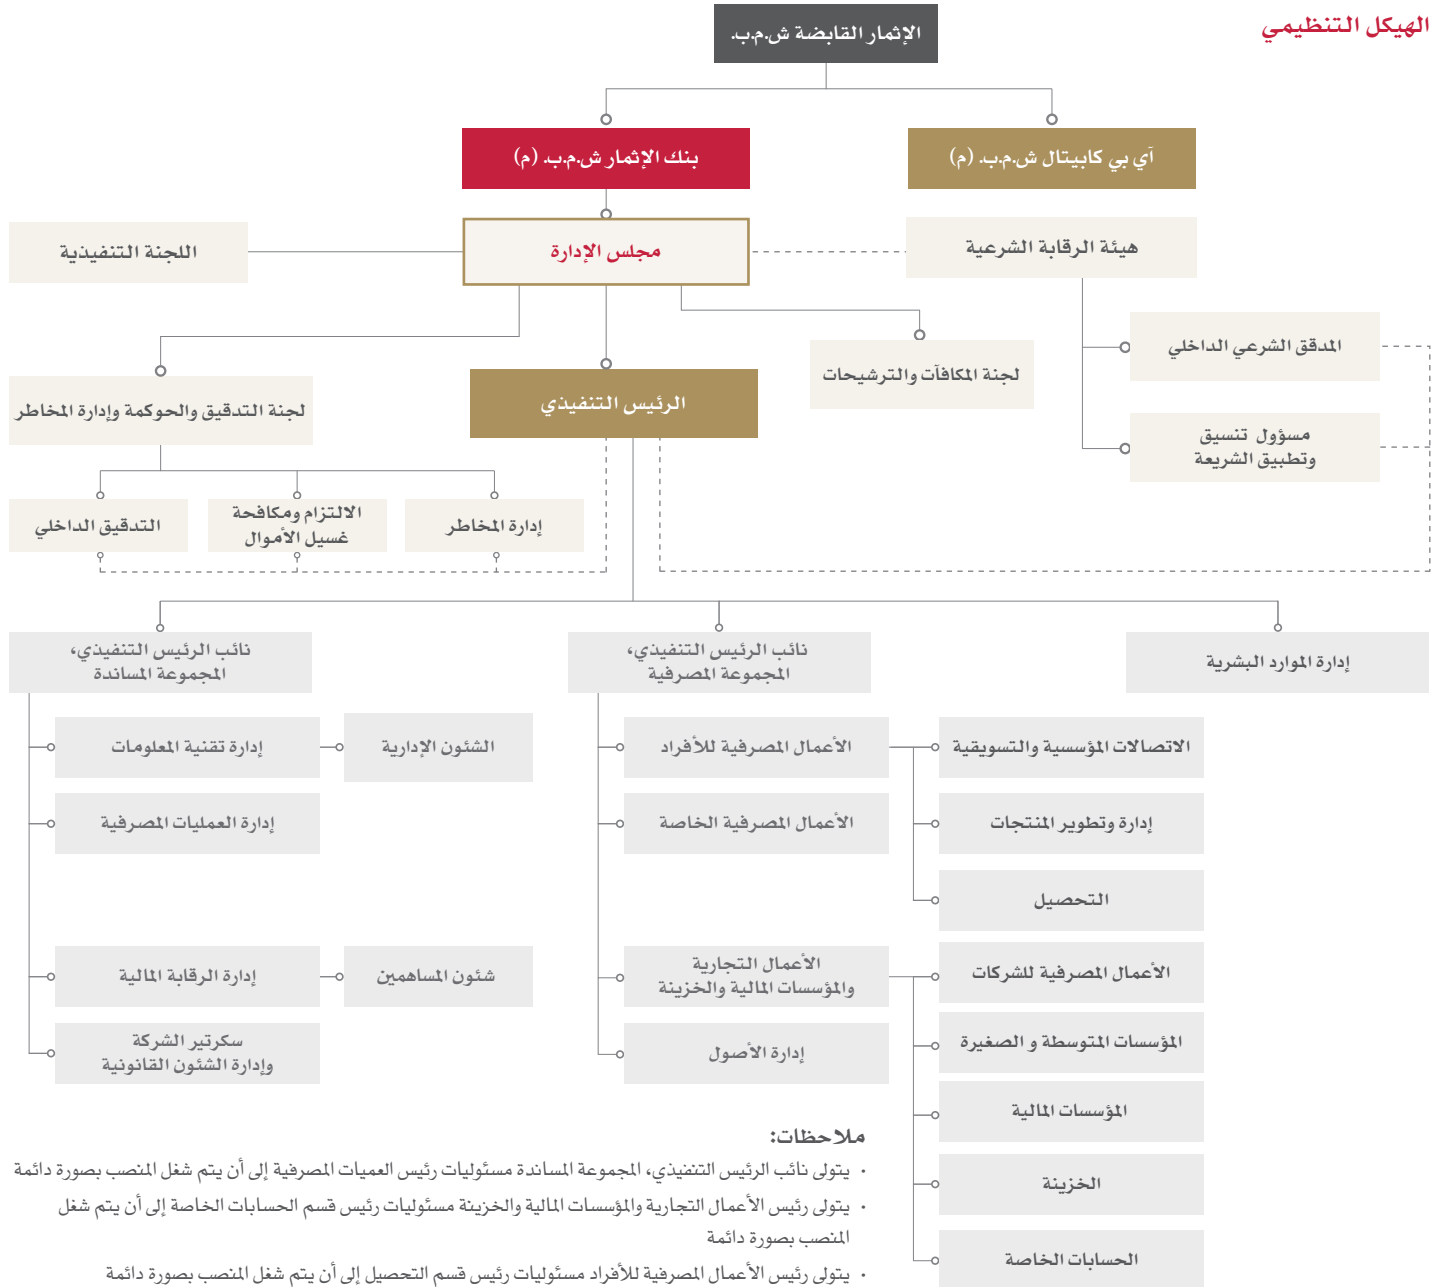 الهيكل التنظيمي
الإثمار القابضة ش.م.ب.
آي بي كابيتال ش.م.ب. (م)
بنك الإثمار ش.م.ب. (م)
هيئة الرقابة الشرعية
مجلس الإدارة
اللجنة التنفيذية
المدقق الشرعي الداخلي
مسؤول تنسيق
وتطبيق الشريعة
لجنة المكافآت والترشيحات
الرئيس التنفيذي
لجنة التدقيق والحوكمة وإدارة المخاطر
إدارة المخاطر
الالتزام ومكافحة
غسيل الأموال
التدقيق الداخلي
إدارة الموارد البشرية
نائب الرئيس التنفيذي،
المجموعة المصرفية
نائب الرئيس التنفيذي،
المجموعة المساندة
الاتصالات المؤسسية والتسويقية
إدارة وتطوير المنتجات
التحصيل
الأعمال المصرفية للشركات
المؤسسات المتوسطة و الصغيرة
المؤسسات المالية
الخزينة
الحسابات الخاصة
الأعمال المصرفية للأفراد
الأعمال المصرفية الخاصة
الأعمال التجارية
والمؤسسات المالية والخزينة
إدارة الأصول
الشئون الإدارية
شئون المساهمين
إدارة تقنية المعلومات
إدارة العمليات المصرفية
إدارة الرقابة المالية
سكرتير الشركة
وإدارة الشئون القانونية
ملاحظات:
• يتولى نائب الرئيس التنفيذي، المجموعة المساندة مسئوليات رئيس العميات المصرفية إلى أن يتم شغل المنصب بصورة دائمة
• يتولى رئيس الأعمال التجارية والمؤسسات المالية والخزينة مسئوليات رئيس قسم الحسابات الخاصة إلى أن يتم شغل
المنصب بصورة دائمة
• يتولى رئيس الأعمال المصرفية للأفراد مسئوليات رئيس قسم التحصيل إلى أن يتم شغل المنصب بصورة دائمة